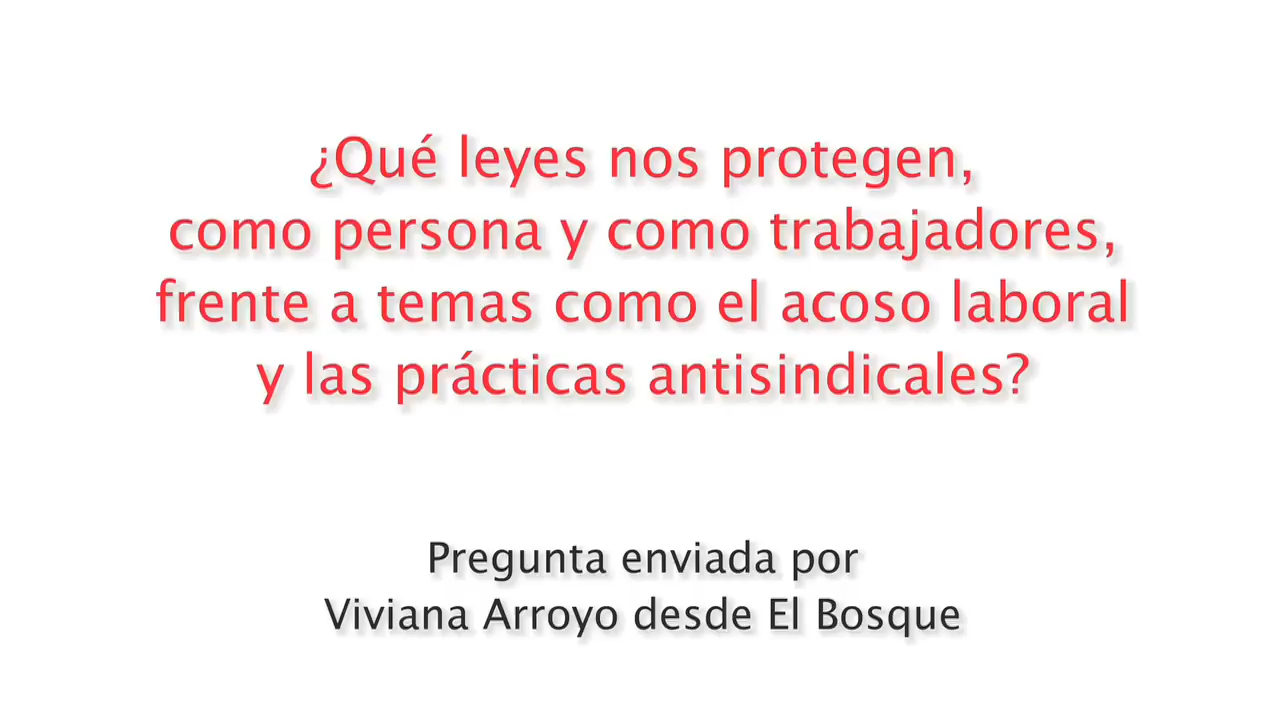 ¿Qué leyes nos protegen,
como persona y como trabajadores,
frente a temas como el acoso laboral
y las prácticas antisindicales?
Pregunta enviada por
Viviana Arroyo desde El Bosque